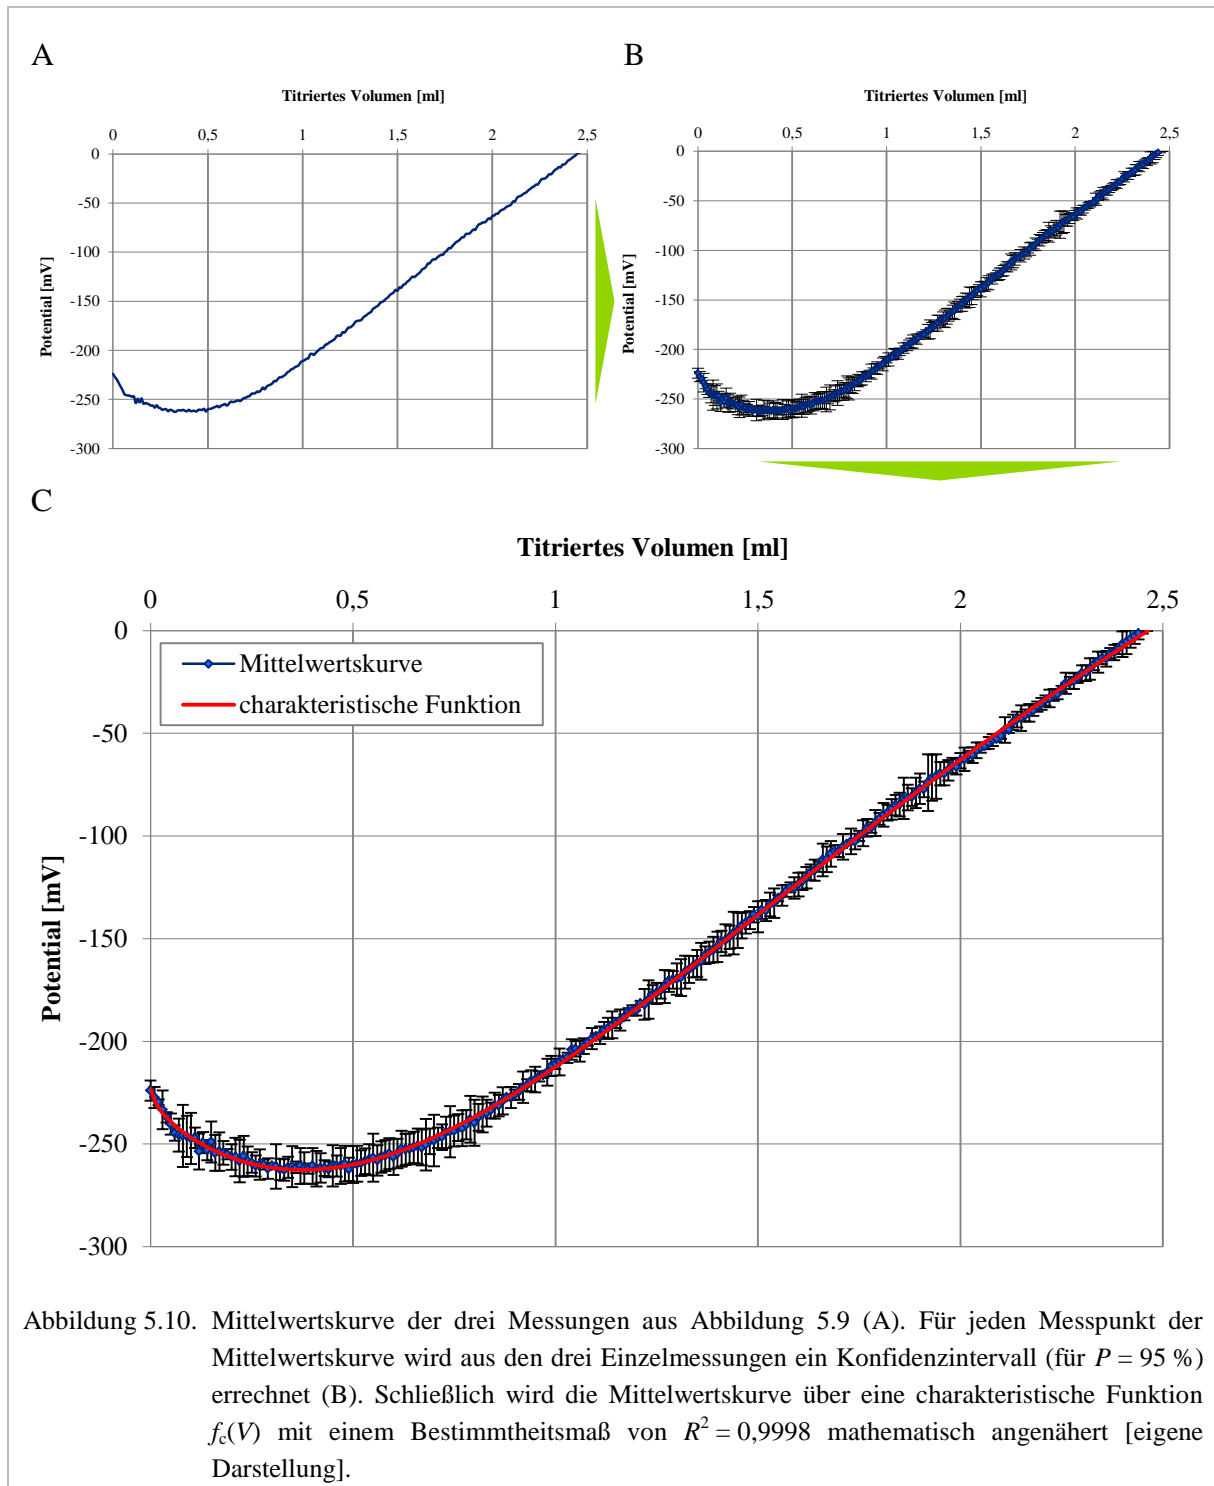 A
Titriertes Volumen [ml]
0 0,5 1 1,5 2 2,5
0
-50
-100
-150
-200
-250
-300
Potential [mV]
B
Titriertes Volumen [ml]
0 0,5 1 1,5 2 2,5
0
-50
-100
-150
-200
-250
-300
Potential [mV]
C
Titriertes Volumen [ml]
0 0,5 1 1,5 2 2,5
0
-50
-100
-150
-200
-250
-300
Potential [mV]
Mittelwertskurve
charakteristische Funktion
Abbildung 5.10. Mittelwertskurve der drei Messungen aus Abbildung 5.9 (A). Für jeden Messpunkt der
Mittelwertskurve wird aus den drei Einzelmessungen ein Konfidenzintervall (für P = 95 %)
errechnet (B). Schließlich wird die Mittelwertskurve über eine charakteristische Funktion
fc(V) mit einem Bestimmtheitsmaß von R² = 0,9998 mathematisch angenähert [eigene
Darstellung].